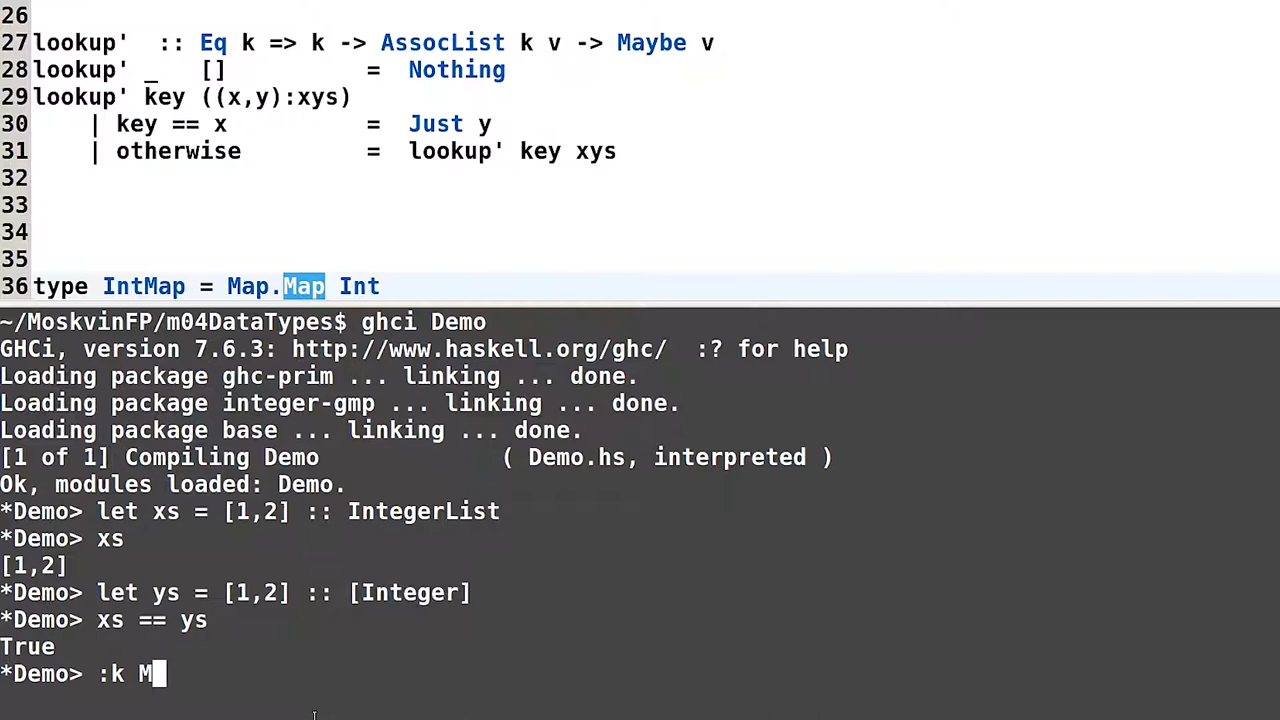 26
27 lookup'  :: Eq k => k -> AssocList k v -> Maybe v
28 lookup' _   []          =  Nothing
29 lookup' key ((x,y):xys)
30     | key == x          =  Just y
31     | otherwise         =  lookup' key xys
32
33
34
35
36 type IntMap = Map.Map Int
~/MoskvinFP/m04DataTypes$ ghci Demo
GHCi, version 7.6.3: http://www.haskell.org/ghc/  :? for help
Loading package ghc-prim ... linking ... done.
Loading package integer-gmp ... linking ... done.
Loading package base ... linking ... done.
[1 of 1] Compiling Demo             ( Demo.hs, interpreted )
Ok, modules loaded: Demo.
*Demo> let xs = [1,2] :: IntegerList
*Demo> xs
[1,2]
*Demo> let ys = [1,2] :: [Integer]
*Demo> xs == ys
True
*Demo> :k M